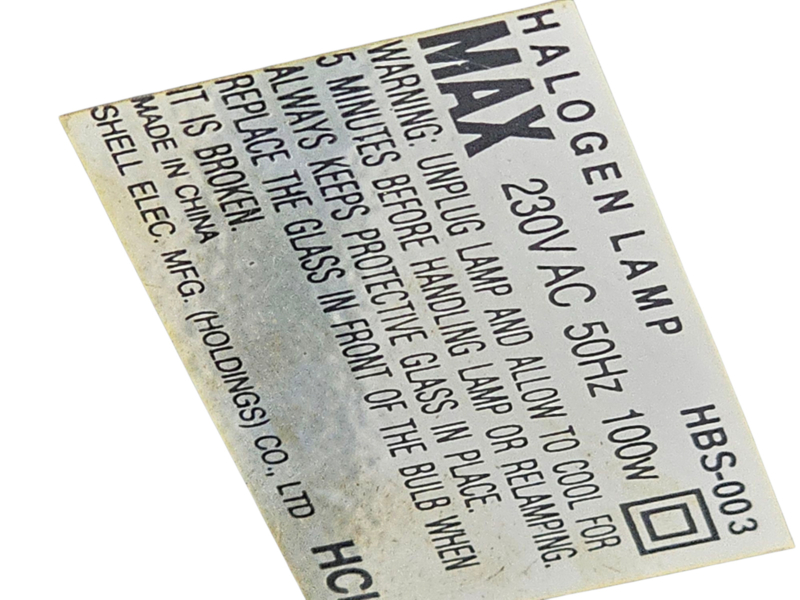 HALOGEN LAMP HBS-003
MAX 230V AC 50Hz 100W
WARNING. UNPLUG LAMP AND ALLOW TO COOL FOR
5 MINUTES BEFORE HANDLING LAMP OR RELAMPING.
ALWAYS KEEPS PROTECTIVE GLASS IN PLACE.
REPLACE THE GLASS IN FRONT OF THE BULB WHEN
IT IS BROKEN.
MADE IN CHINA
SHELL ELEC. MFG. (HOLDINGS) CO., LTD